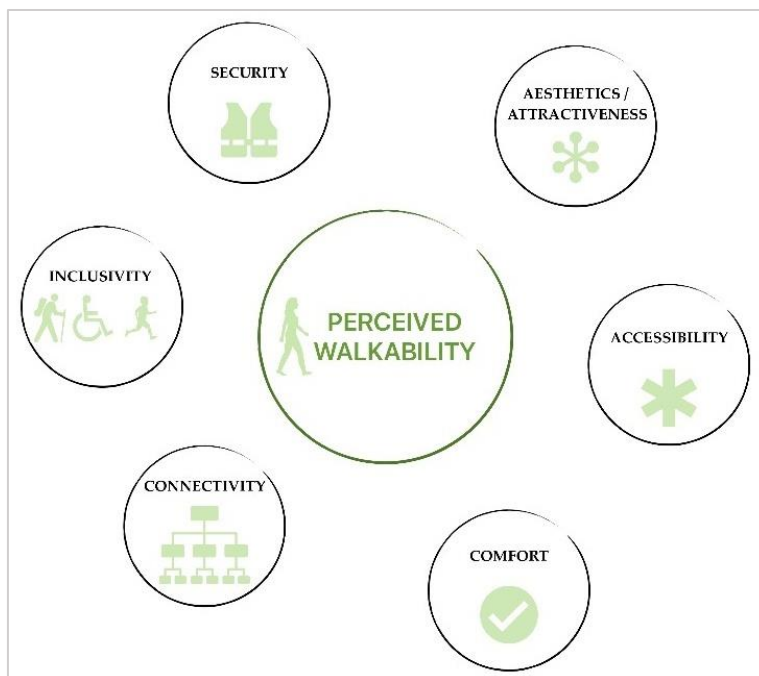 SECURITY
AESTHETICS /
ATTRACTIVENESS
INCLUSIVITY
PERCEIVED
WALKABILITY
ACCESSIBILITY
CONNECTIVITY
COMFORT